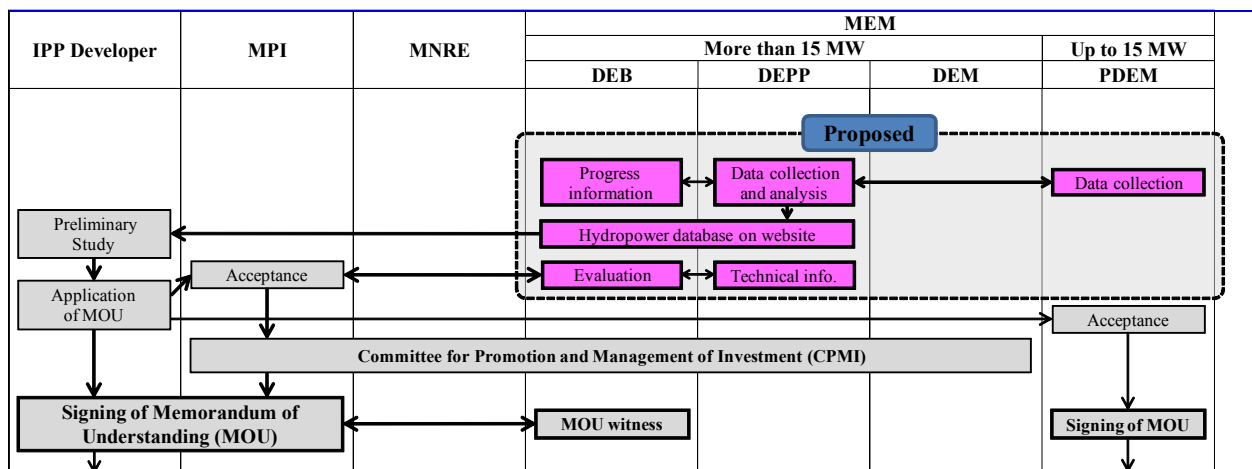 MEM
IPP Developer
MPI
MNRE
More than 15 MW
Up to 15 MW
DEB
DEPP
DEM
PDEM
Proposed
Progress
information
Data collection
and analysis
Data collection
Preliminary
Study
Hydropower database on website
Acceptance
Evaluation
Technical info.
Application
of MOU
Acceptance
Committee for Promotion and Management of Investment (CPMI)
Signing of Memorandum of
Understanding (MOU)
MOU witness
Signing of MOU